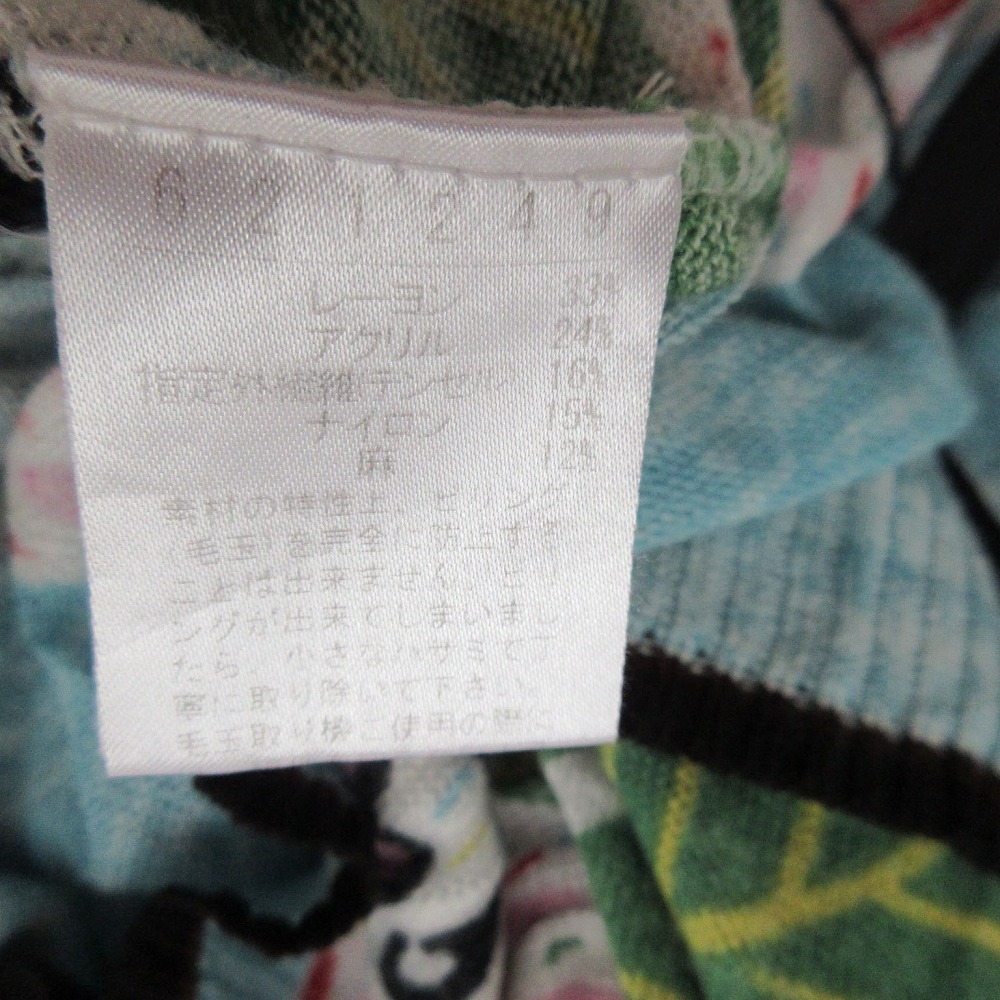 021249
レーヨン 33%
アクリル 24%
指定外繊維テンセル 16%
ナイロン 15%
麻 12%
素材の特性上、ピリング
(毛玉)を完全に防止する
ことは出来ません。ピリ
ングが出来てしまいまし
たら 小さなハサミで
寧に取り除いて下さい。
毛玉取り機ご使用の際に